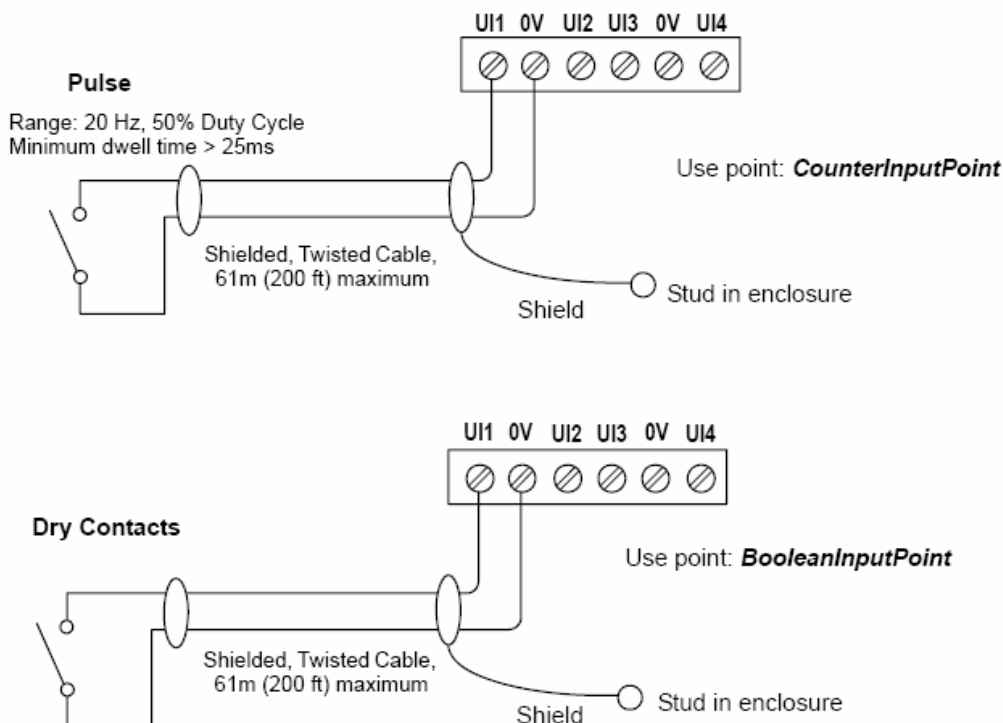 UI1 0V UI2 UI3 0V UI4
Pulse
Range: 20 Hz, 50% Duty Cycle
Minimum dwell time > 25ms
Use point: CounterInputPoint
Shielded, Twisted Cable,
61m (200 ft) maximum
Shield
Stud in enclosure
UI1 0V UI2 UI3 0V UI4
Dry Contacts
Use point: BooleanInputPoint
Shielded, Twisted Cable,
61m (200 ft) maximum
Shield
Stud in enclosure